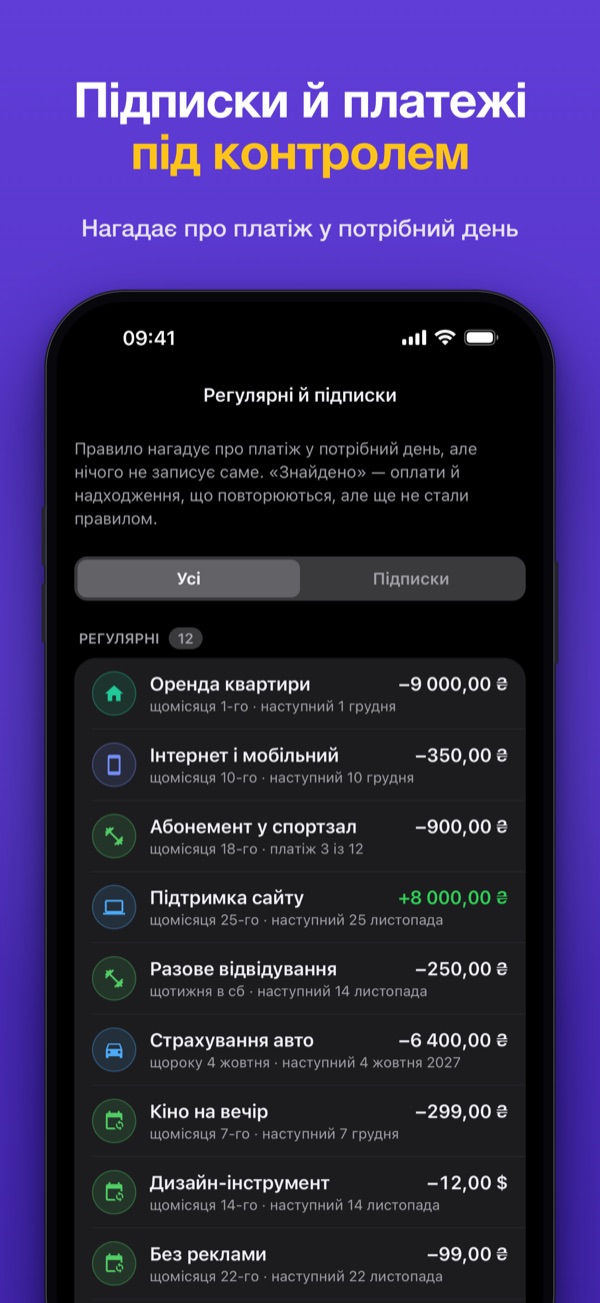 Підписки й платежі
під контролем
Нагадає про платіж у потрібний день
09:41
Регулярні й підписки
Правило нагадує про платіж у потрібний день, але
нічого не записує саме. «Знайдено» — оплати й
надходження, що повторюються, але ще не стали
правилом.
Усі
Підписки
РЕГУЛЯРНІ 12
Оренда квартири −9 000,00 ₴
щомісяця 1-го · наступний 1 грудня
Інтернет і мобільний −350,00 ₴
щомісяця 10-го · наступний 10 грудня
Абонемент у спортзал −900,00 ₴
щомісяця 18-го · платіж 3 із 12
Підтримка сайту +8 000,00 ₴
щомісяця 25-го · наступний 25 листопада
Разове відвідування −250,00 ₴
щотижня в сб · наступний 14 листопада
Страхування авто −6 400,00 ₴
щороку 4 жовтня · наступний 4 жовтня 2027
Кіно на вечір −299,00 ₴
щомісяця 7-го · наступний 7 грудня
Дизайн-інструмент −12,00 $
щомісяця 14-го · наступний 14 листопада
Без реклами −99,00 ₴
щомісяця 22-го · наступний 22 листопада